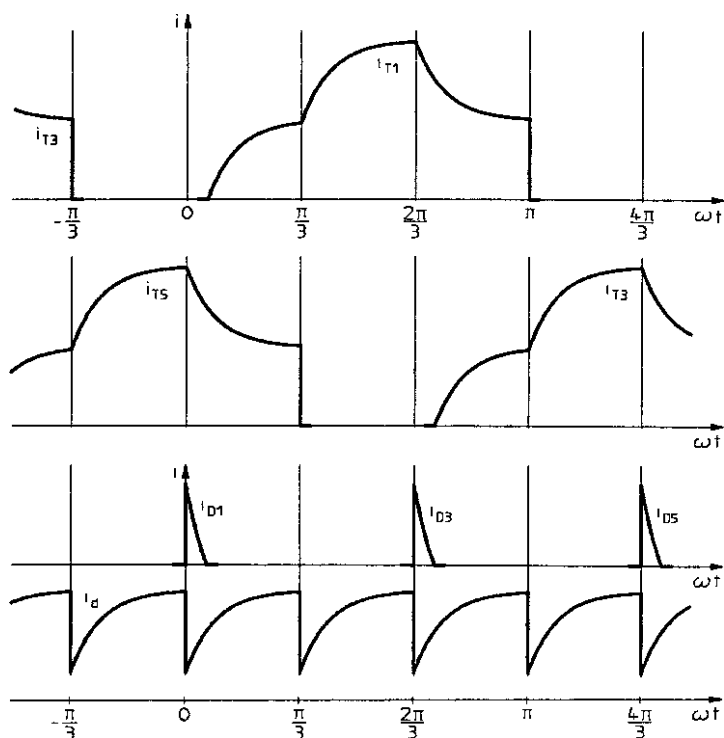 i
i_T1
i_T3
-π/3 0 π/3 2π/3 π 4π/3 ωt
i_T5
i_T3
ωt
i
i_D1
i_D3
i_D5
ωt
i_d
-π/3 0 π/3 2π/3 π 4π/3 ωt